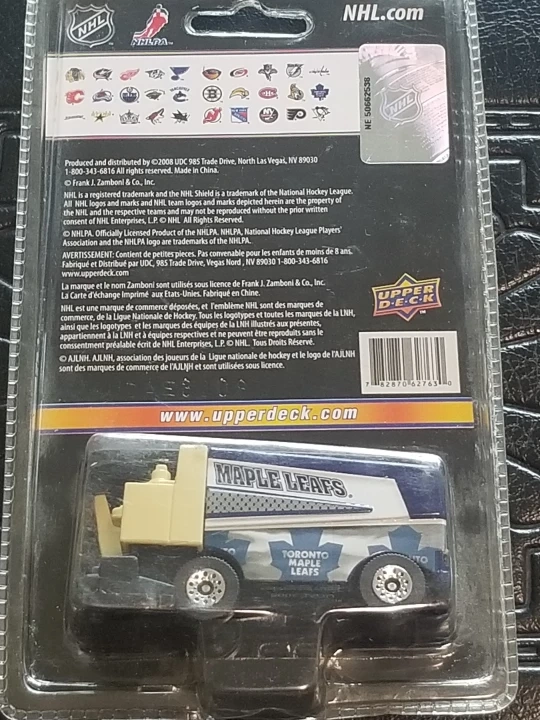 NHL
NHLPA
NHL.com
NHL
NE 50662538
Produced and distributed by ©2008 UDC 985 Trade Drive, North Las Vegas, NV 89030
1-800-343-6816 All rights reserved. Made in China.
© Frank J. Zamboni & Co., Inc.
NHL is a registered trademark and the NHL Shield is a trademark of the National Hockey League.
All NHL logos and marks and NHL team logos and marks depicted herein are the property of
the NHL and the respective teams and may not be reproduced without the prior written
consent of NHL Enterprises, L.P. © NHL All Rights Reserved.
© NHLPA. Officially Licensed Product of the NHLPA. NHLPA, National Hockey League Players'
Association and the NHLPA logo are trademarks of the NHLPA.
AVERTISSEMENT: Contient de petites pieces. Pas convenable pour les enfants de moins de 8 ans.
Fabriqué et Distribué par UDC, 985 Trade Drive, Vegas Nord, NV 89030 1-800-343-6816
www.upperdeck.com
La marque et le nom Zamboni sont utilisés sous licence de Frank J. Zamboni & Co., Inc.
La Carte d'échange Imprimé aux Etats-Unies. Fabriqué en Chine.
NHL est une marque de commerce déposées, et l'emblème NHL sont des marques de
commerce, de la Ligue Nationale de Hockey. Tous les logotypes et toutes les marques de la LNH,
ainsi que les logotypes et les marques des équipes de la LNH illustrés aux présentes,
appartiennent à la LNH et à équipes respectives et ne peuvent être reproduits sans le
consentement préalable écrit de NHL Enterprises, L.P. © NHL. Tous Droits Réservé.
© AJLNH. AJLNH, association des joueurs de la Ligue nationale de hockey et le logo de l'AJLNH
sont des marques de commerce de l'AJLNH et sont utilisées sous licence.
UPPER
D·E·C·K
7 82870 62763 0
www.upperdeck.com
MAPLE LEAFS
TORONTO
MAPLE
LEAFS